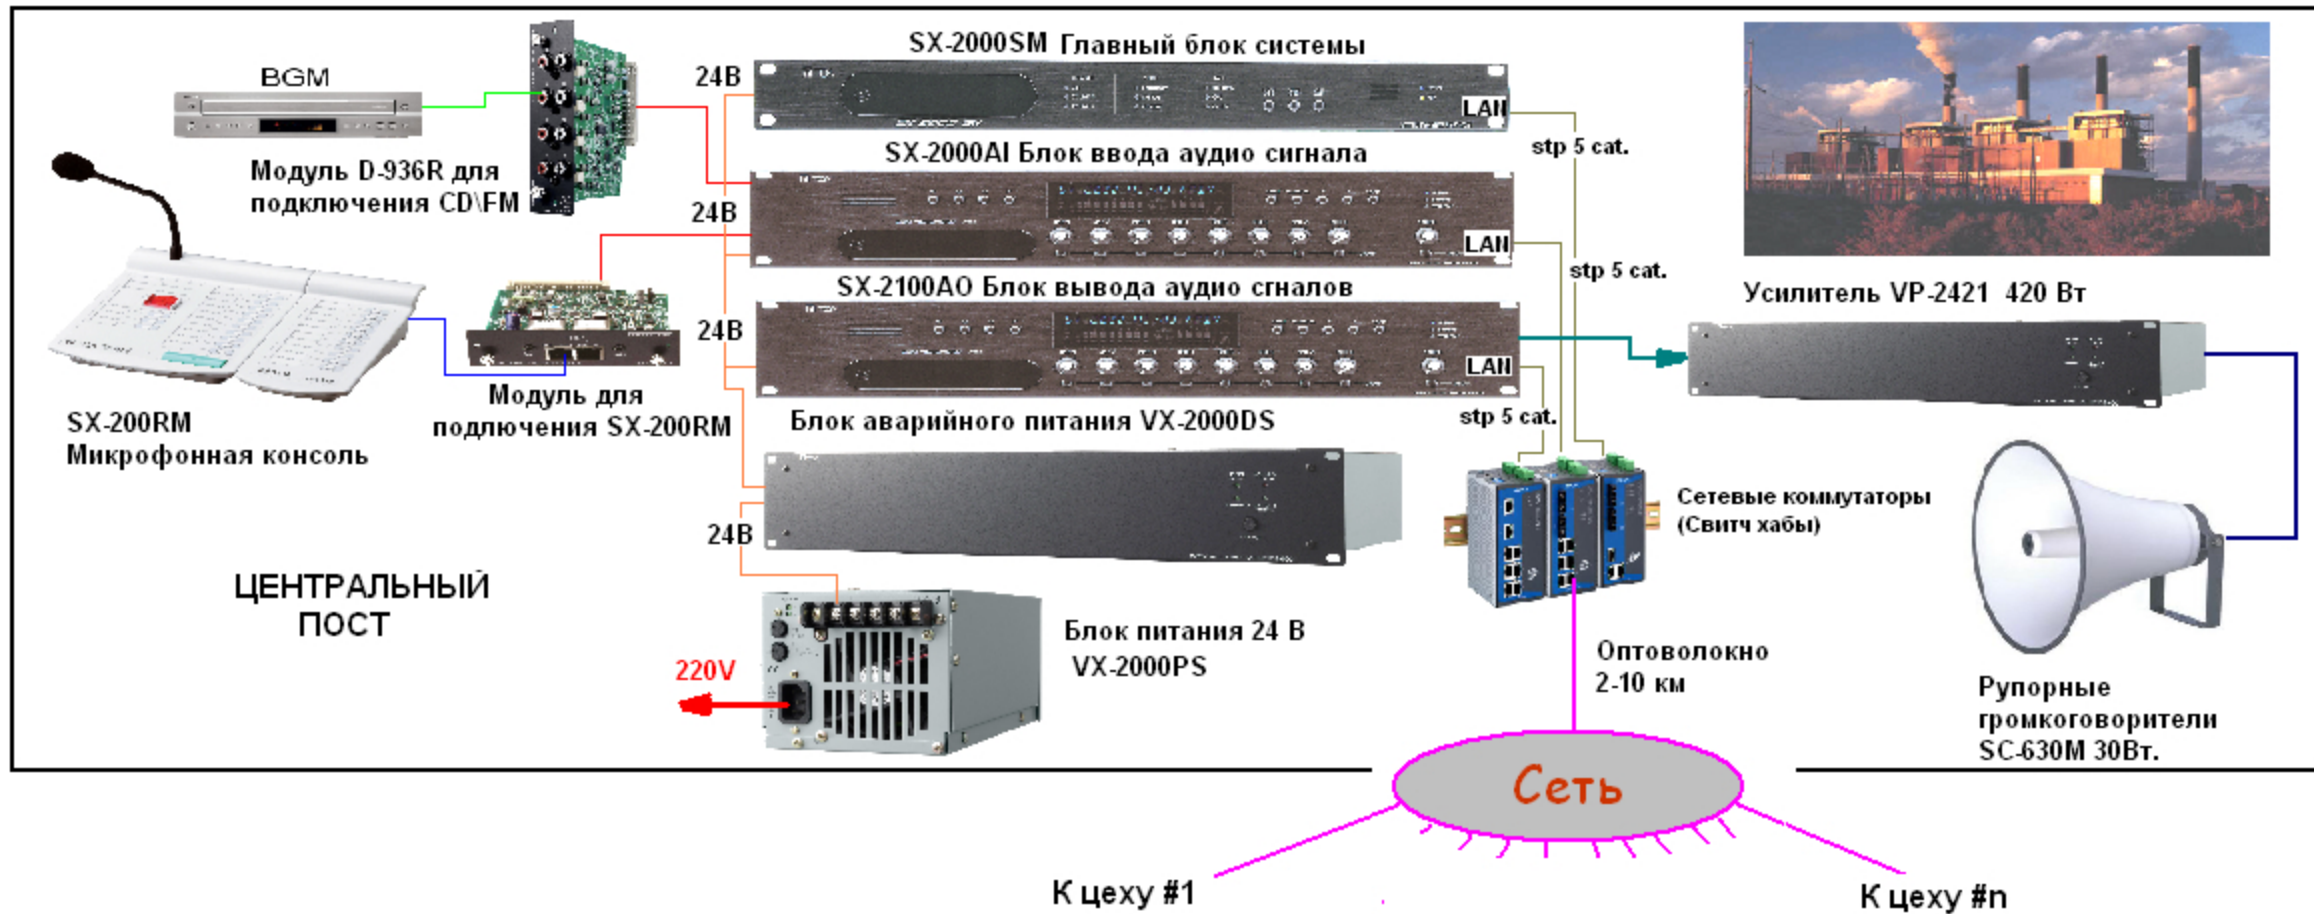 SX-2000SM Главный блок системы
BGM
24В
LAN
stp 5 cat.
Модуль D-936R для
подключения CD\FM
SX-2000AI Блок ввода аудио сигнала
24В
LAN
stp 5 cat.
SX-2100AO Блок вывода аудио сгналов
24В
LAN
stp 5 cat.
Усилитель VP-2421 420 Вт
SX-200RM
Микрофонная консоль
Модуль для
подлючения SX-200RM
Блок аварийного питания VX-2000DS
24В
Сетевые коммутаторы
(Свитч хабы)
ЦЕНТРАЛЬНЫЙ
ПОСТ
220V
Блок питания 24 В
VX-2000PS
Оптоволокно
2-10 км
Рупорные
громкоговорители
SC-630M 30Вт.
Сеть
К цеху #1
К цеху #n